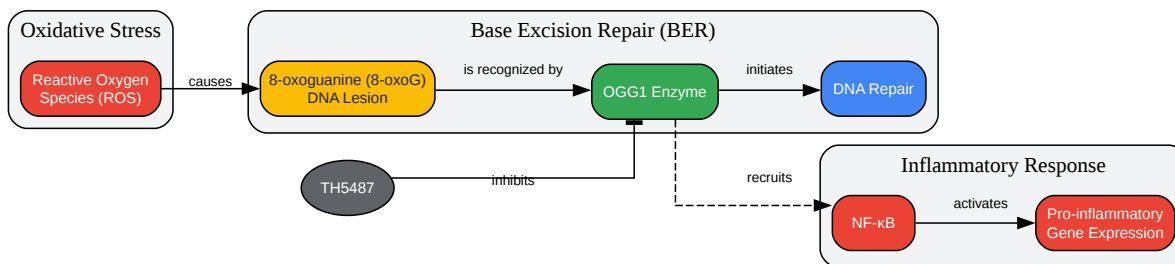 Oxidative Stress
Reactive Oxygen
Species (ROS)
causes
Base Excision Repair (BER)
8-oxoguanine (8-oxoG)
DNA Lesion
is recognized by
OGG1 Enzyme
initiates
DNA Repair
TH5487
inhibits
recruits
Inflammatory Response
NF-κB
activates
Pro-inflammatory
Gene Expression